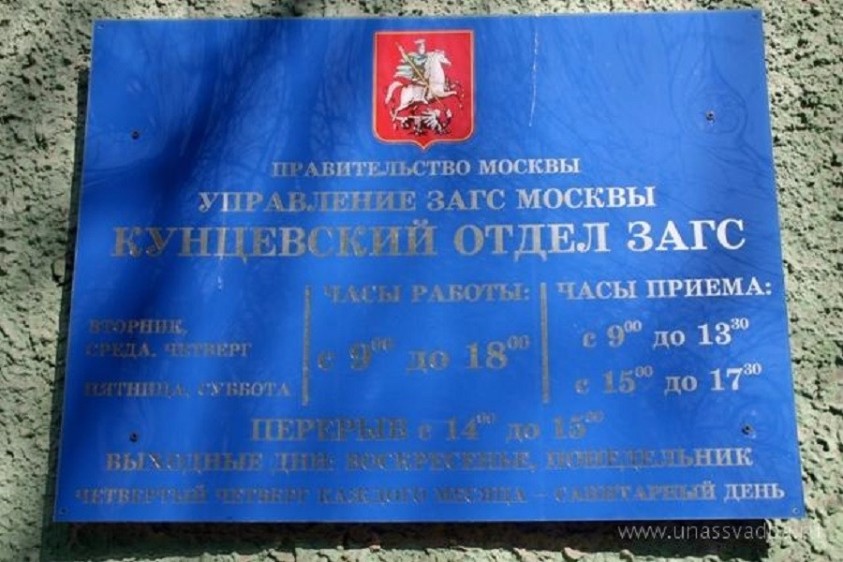 ПРАВИТЕЛЬСТВО МОСКВЫ
УПРАВЛЕНИЕ ЗАГС МОСКВЫ
КУНЦЕВСКИЙ ОТДЕЛ ЗАГС
ЧАСЫ РАБОТЫ:
ЧАСЫ ПРИЕМА:
ВТОРНИК,
СРЕДА, ЧЕТВЕРГ
ПЯТНИЦА, СУББОТА
с 9⁰⁰ до 18⁰⁰
с 9⁰⁰ до 13³⁰
с 15⁰⁰ до 17³⁰
ПЕРЕРЫВ с 14⁰⁰ до 15⁰⁰
ВЫХОДНЫЕ ДНИ: ВОСКРЕСЕНЬЕ, ПОНЕДЕЛЬНИК
ЧЕТВЕРТЫЙ ЧЕТВЕРГ КАЖДОГО МЕСЯЦА – САНИТАРНЫЙ ДЕНЬ